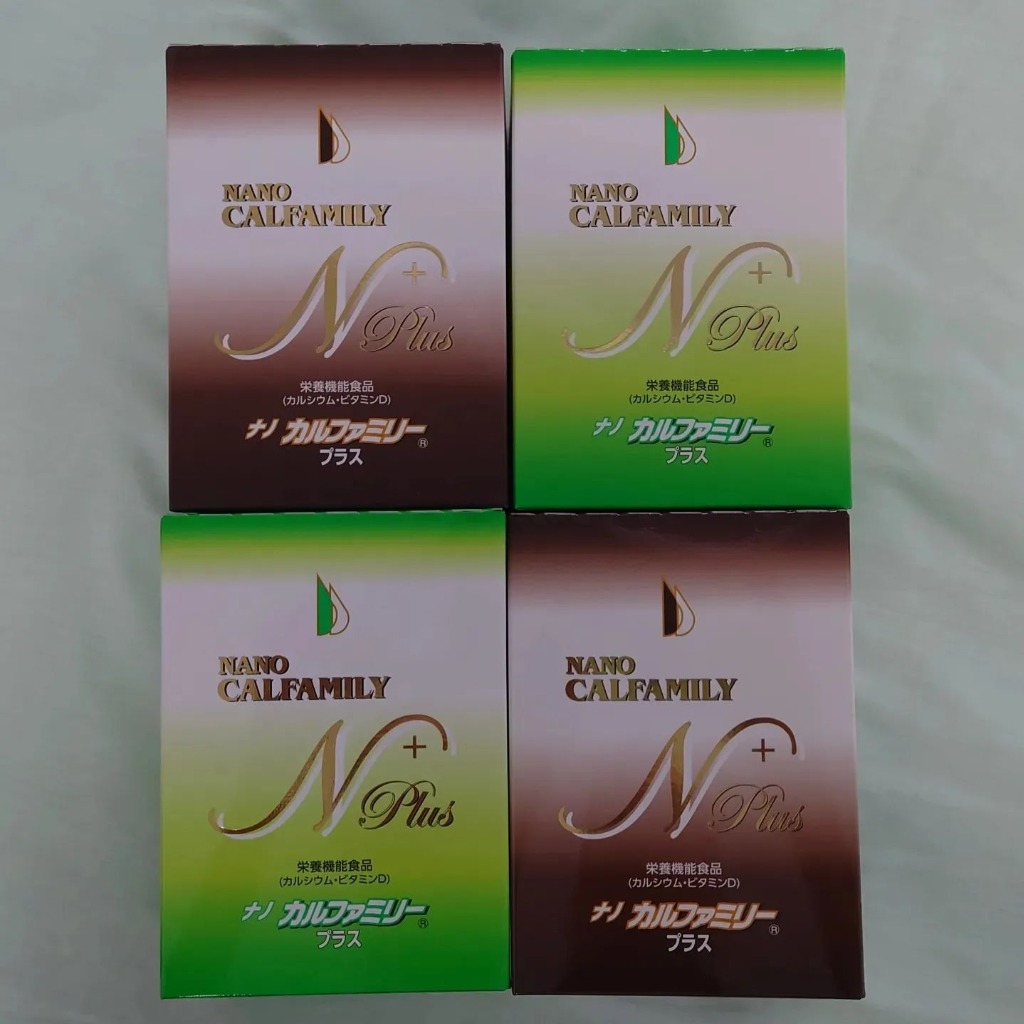 NANO
CALFAMILY
N+ Plus
栄養機能食品
(カルシウム・ビタミンD)
ナノ カルファミリー®
プラス
NANO
CALFAMILY
N+ Plus
栄養機能食品
(カルシウム・ビタミンD)
ナノ カルファミリー®
プラス
NANO
CALFAMILY
N+ Plus
栄養機能食品
(カルシウム・ビタミンD)
ナノ カルファミリー®
プラス
NANO
CALFAMILY
N+ Plus
栄養機能食品
(カルシウム・ビタミンD)
ナノ カルファミリー®
プラス